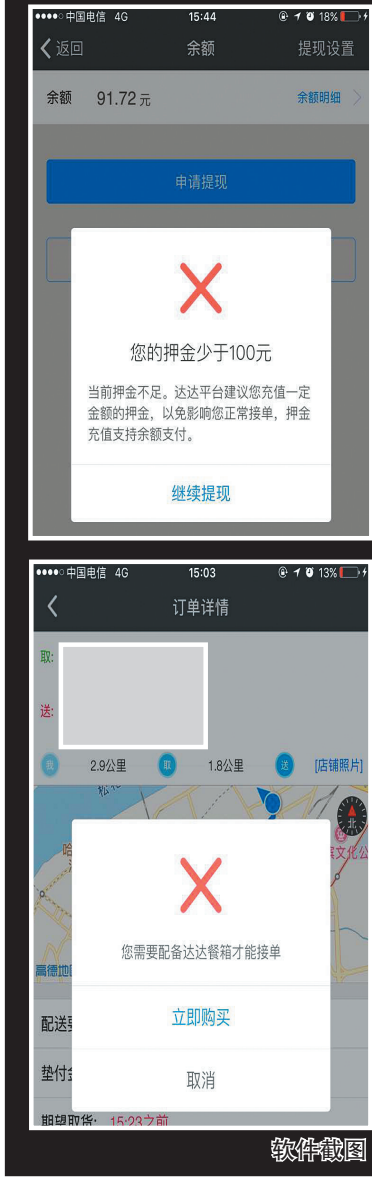 中国电信 4G 15:44 18%
返回 余额 提现设置
余额 91.72元 余额明细
申请提现
您的押金少于100元
当前押金不足。达达平台建议您充值一定
金额的押金，以免影响您正常接单，押金
充值支持余额支付。
继续提现
中国电信 4G 15:03 13%
订单详情
取:
送:
我 2.9公里 取 1.8公里 送 [店铺照片]
北
文化公
您需要配备达达餐箱才能接单
高德地
立即购买
配送
垫付
取消
期望取货: 15:23之前
软件截图